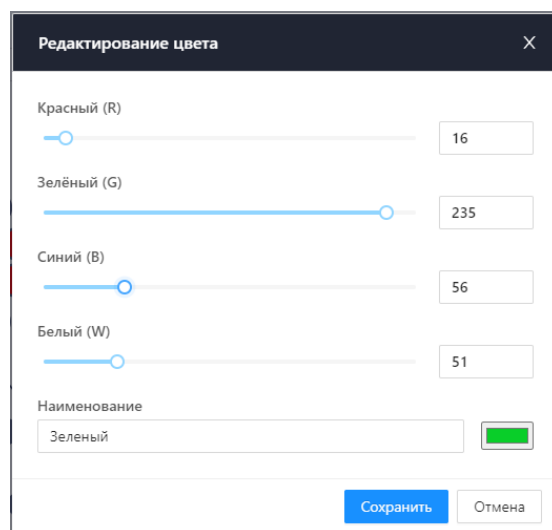 Редактирование цвета
Красный (R)
16
Зелёный (G)
235
Синий (B)
56
Белый (W)
51
Наименование
Зеленый
Сохранить Отмена